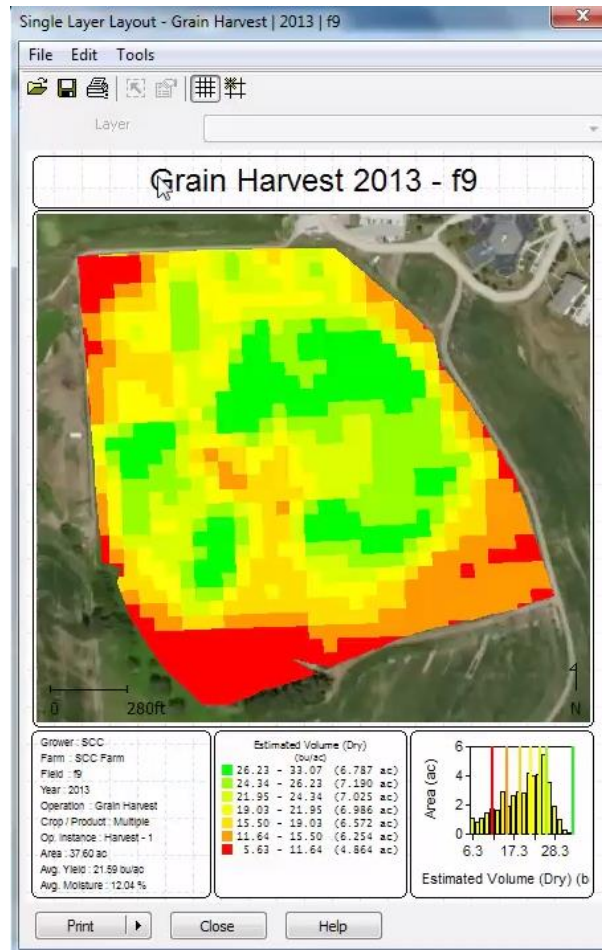 Single Layer Layout - Grain Harvest | 2013 | f9
File Edit Tools
Layer
Grain Harvest 2013 - f9
0 280ft
N
Grower : SCC
Farm : SCC Farm
Field : f9
Year : 2013
Operation : Grain Harvest
Crop / Product : Multiple
Op. Instance : Harvest - 1
Area : 37.60 ac
Avg. Yield : 21.59 bu/ac
Avg. Moisture : 12.04 %
Estimated Volume (Dry)
(bu/ac)
26.23 - 33.07 (6.787 ac)
24.34 - 26.23 (7.190 ac)
21.95 - 24.34 (7.025 ac)
19.03 - 21.95 (6.986 ac)
15.50 - 19.03 (6.572 ac)
11.64 - 15.50 (6.254 ac)
5.63 - 11.64 (4.864 ac)
Area (ac)
6
4
2
0
6.3 17.3 28.3
Estimated Volume (Dry) (b
Print Close Help